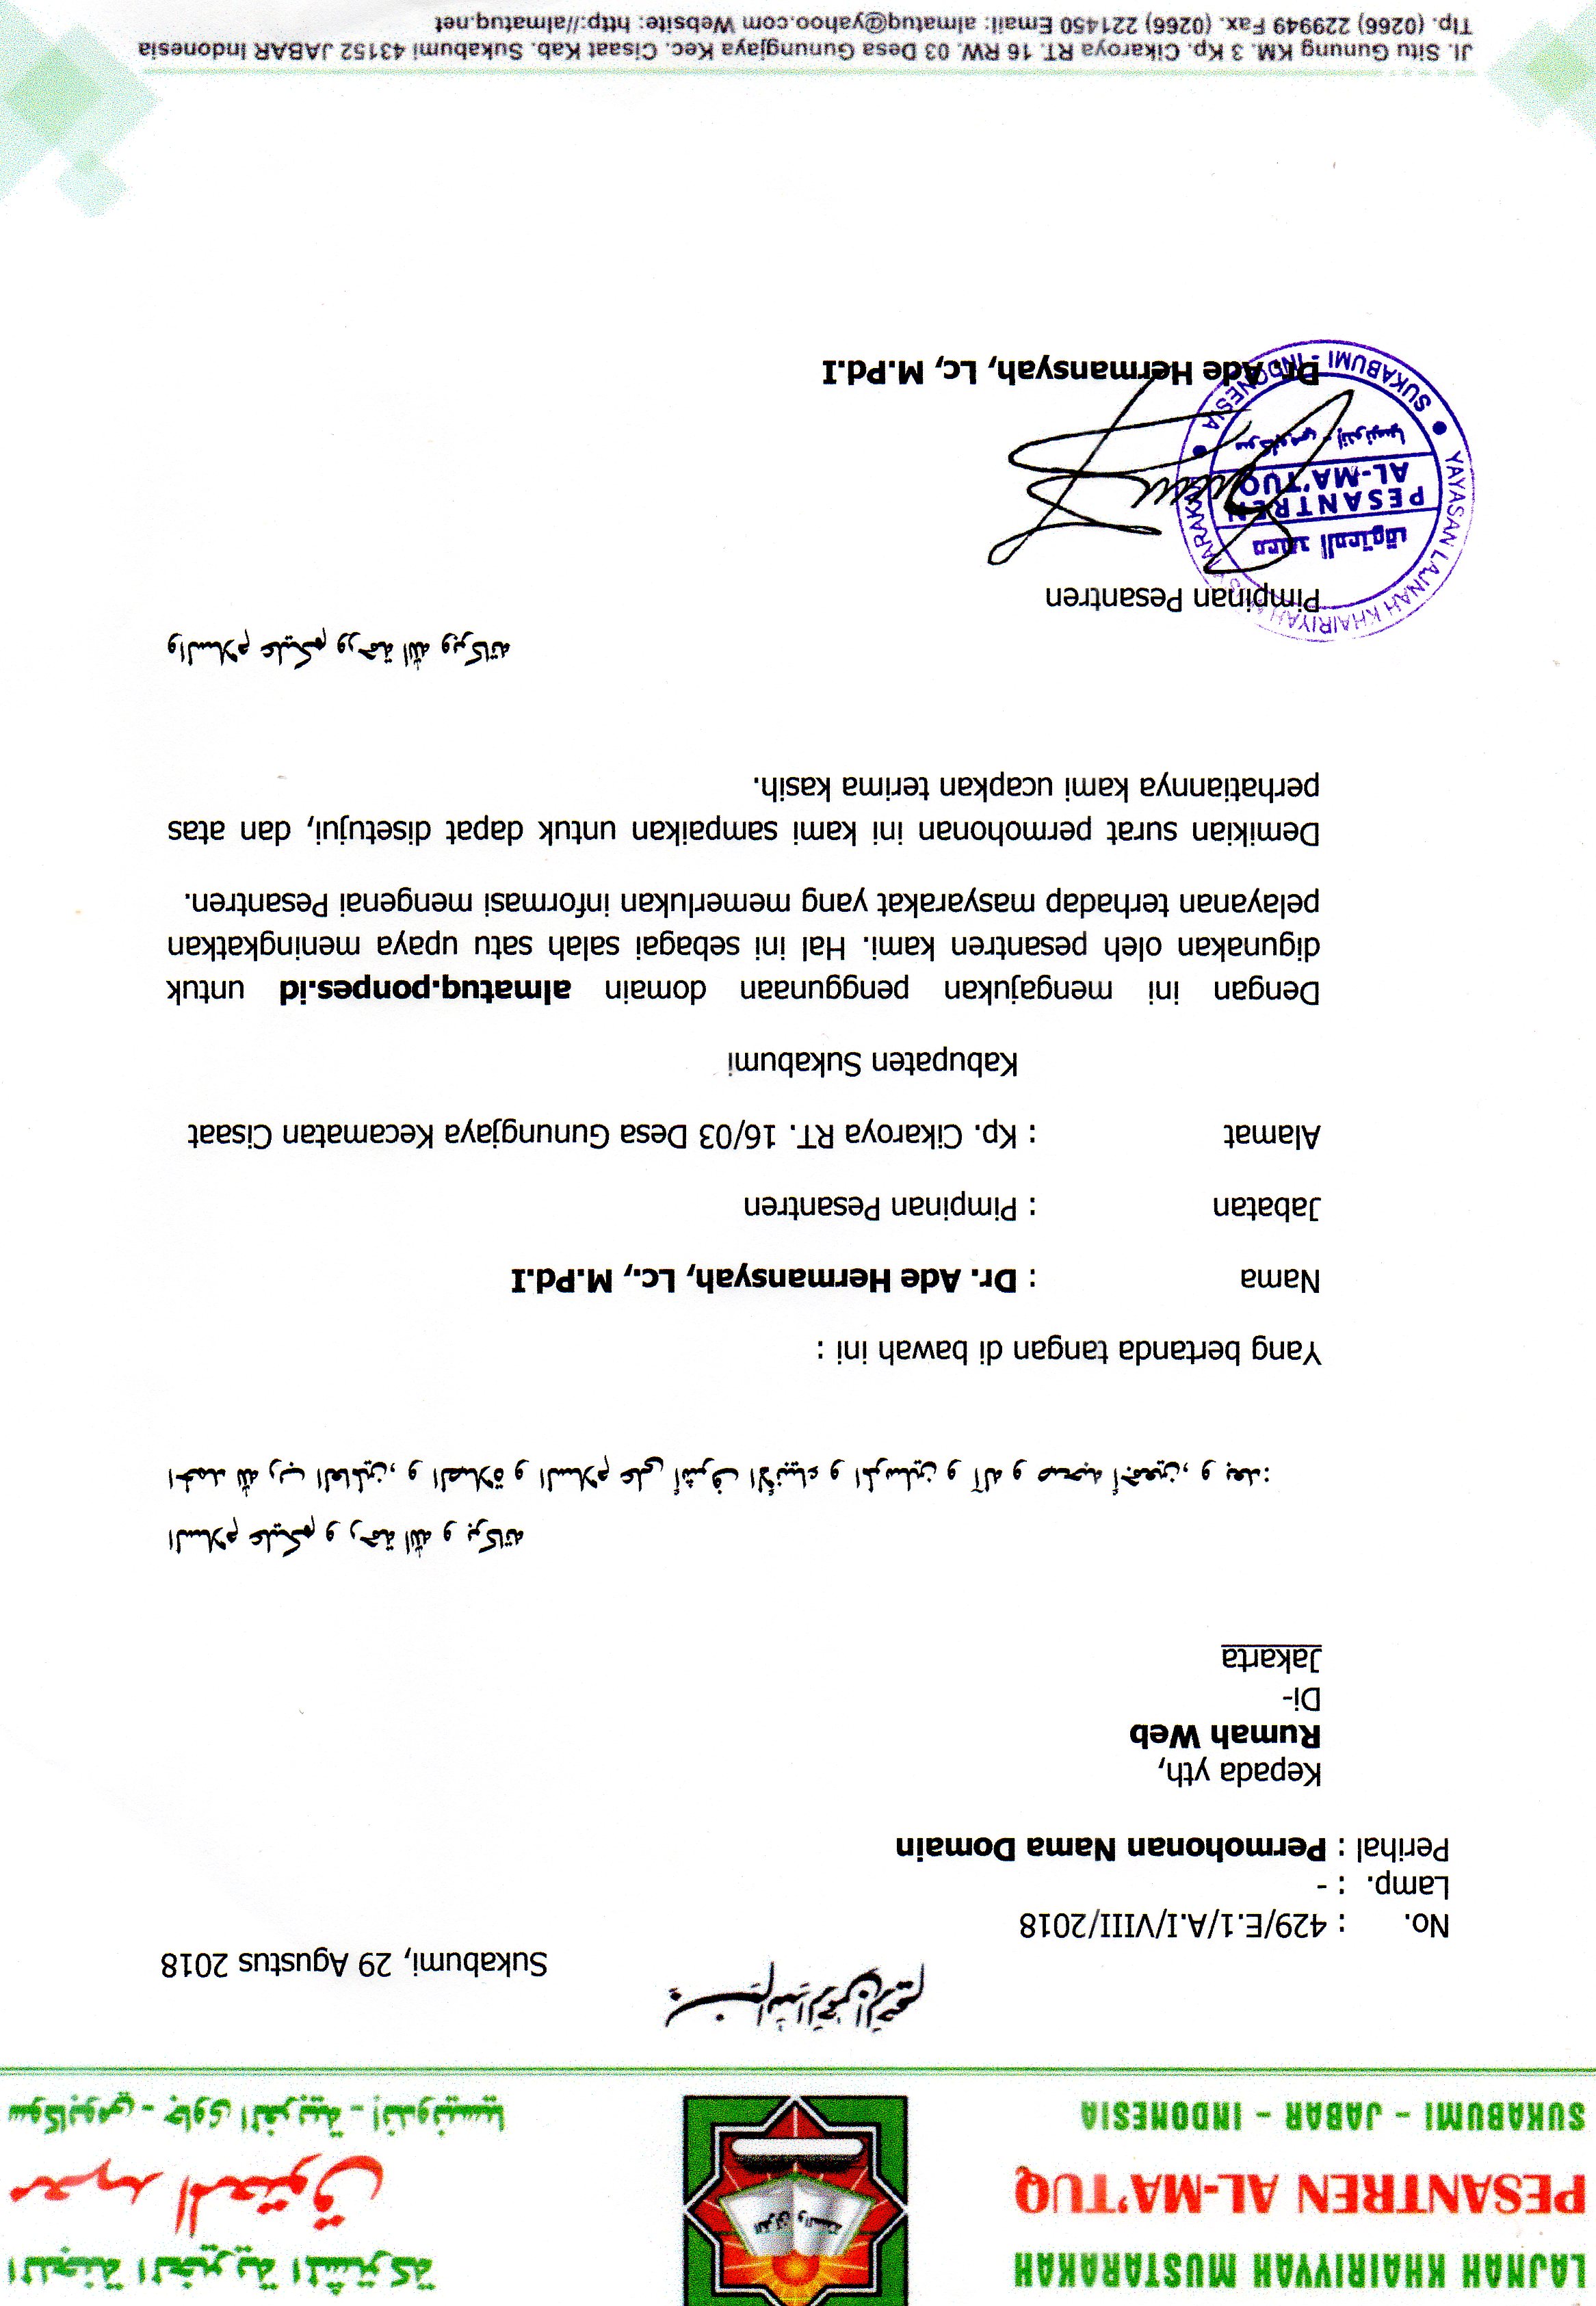 LAJNAH KHAIRIYYAH MUSTARAKAH
PESANTREN AL-MA'TUQ
SUKABUMI – JABAR – INDONESIA
القرآن والسنة
اللجنة الخيرية المشتركة
معهد المعتوق
سوكابومي ـ جاوى الغربية ـ إندونيسيا
بسم الله الرحمن الرحيم
Sukabumi, 29 Agustus 2018
No. : 429/E.1/A.I/VIII/2018
Lamp. : -
Perihal : Permohonan Nama Domain
Kepada yth,
Rumah Web
Di-
Jakarta
السلام عليكم و رحمة الله و بركاته
الحمد لله رب العالمين, و الصلاة و السلام على أشرف الأنبياء و المرسلين و آله و صحبه أجمعين, و بعد:
Yang bertanda tangan di bawah ini :
Nama : Dr. Ade Hermansyah, Lc., M.Pd.I
Jabatan : Pimpinan Pesantren
Alamat : Kp. Cikaroya RT. 16/03 Desa Gunungjaya Kecamatan Cisaat
Kabupaten Sukabumi
Dengan ini mengajukan penggunaan domain almatuq.ponpes.id untuk
digunakan oleh pesantren kami. Hal ini sebagai salah satu upaya meningkatkan
pelayanan terhadap masyarakat yang memerlukan informasi mengenai Pesantren.
Demikian surat permohonan ini kami sampaikan untuk dapat disetujui, dan atas
perhatiannya kami ucapkan terima kasih.
والسلام عليكم ورحمة الله وبركاته
Pimpinan Pesantren
YAYASAN LAJNAH KHAIRIYAH
معهد المعتوق
PESANTREN
AL-MA'TUQ
سوكابومي - إندونيسيا
SUKABUMI - INDONESIA
Dr. Ade Hermansyah, Lc, M.Pd.I
Jl. Situ Gunung KM. 3 Kp. Cikaroya RT. 16 RW. 03 Desa Gunungjaya Kec. Cisaat Kab. Sukabumi 43152 JABAR Indonesia
Tlp. (0266) 229949 Fax. (0266) 221450 Email: almatuq@yahoo.com Website: http://almatuq.net